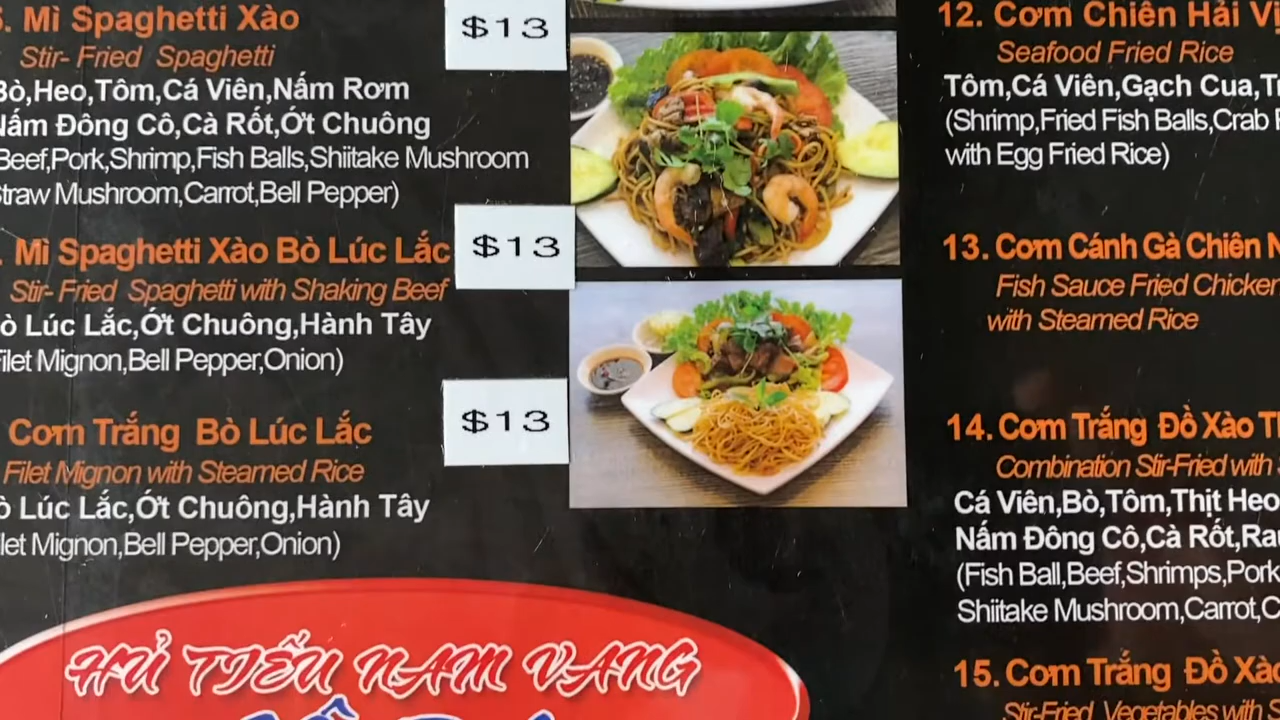 Mì Spaghetti Xào
$13
Stir- Fried Spaghetti
Bò,Heo,Tôm,Cá Viên,Nấm Rơm
Nấm Đông Cô,Cà Rốt,Ớt Chuông
Beef,Pork,Shrimp,Fish Balls,Shiitake Mushroom
Straw Mushroom,Carrot,Bell Pepper)
Mì Spaghetti Xào Bò Lúc Lắc
$13
Stir- Fried Spaghetti with Shaking Beef
Lúc Lắc,Ớt Chuông,Hành Tây
Filet Mignon,Bell Pepper,Onion)
Cơm Trắng Bò Lúc Lắc
$13
Filet Mignon with Steamed Rice
Lúc Lắc,Ớt Chuông,Hành Tây
Mignon,Bell Pepper,Onion)
HỦ TIẾU NAM VANG
12. Cơm Chiên Hải
Seafood Fried Rice
Tôm,Cá Viên,Gạch Cua,
(Shrimp,Fried Fish Balls,Crab
with Egg Fried Rice)
13. Cơm Cánh Gà Chiên
Fish Sauce Fried Chicken
with Steamed Rice
14. Cơm Trắng Đồ Xào
Combination Stir-Fried with
Cá Viên,Bò,Tôm,Thịt Heo
Nấm Đông Cô,Cà Rốt,
(Fish Ball,Beef,Shrimps,Pork
Shiitake Mushroom,Carrot,
15. Cơm Trắng Đồ Xào
Stir-Fried Vegetables with